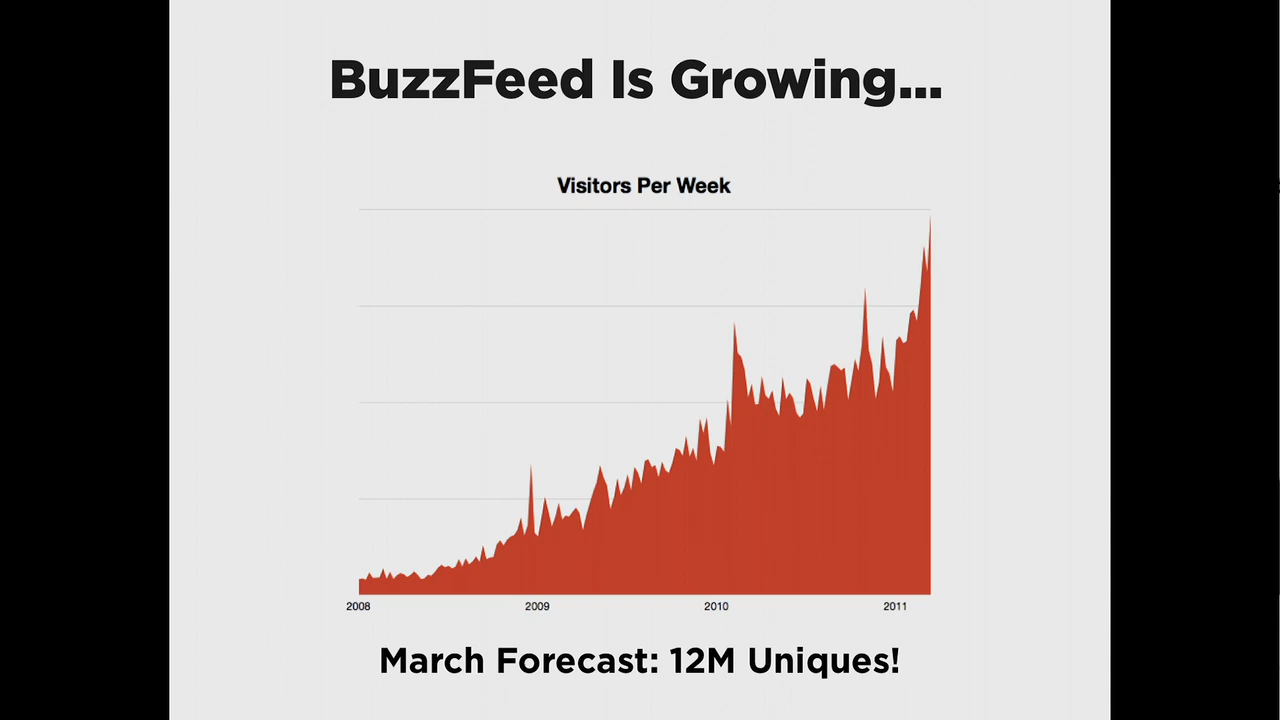 BuzzFeed Is Growing...
Visitors Per Week
2008 2009 2010 2011
March Forecast: 12M Uniques!